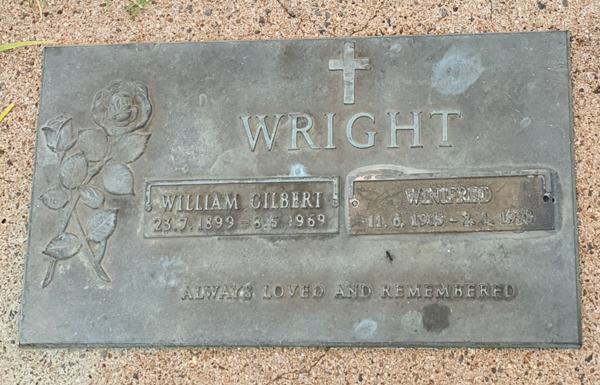 WRIGHT
WILLIAM GILBERT
23.7.1899 - 8.5.1969
WINIFRED
ALWAYS LOVED AND REMEMBERED